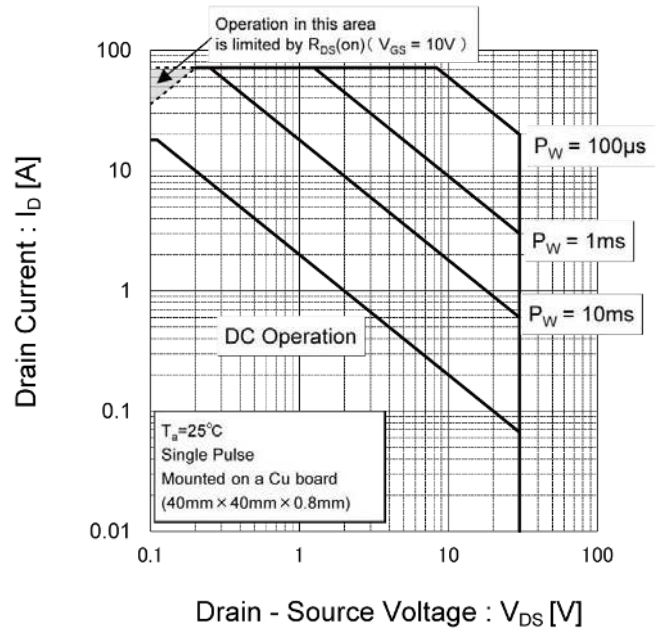 Operation in this area
is limited by RDS(on) ( VGS = 10V )
100
10
1
0.1
0.01
Drain Current : ID [A]
PW = 100μs
PW = 1ms
PW = 10ms
DC Operation
Ta=25℃
Single Pulse
Mounted on a Cu board
(40mm×40mm×0.8mm)
0.1
1
10
100
Drain - Source Voltage : VDS [V]